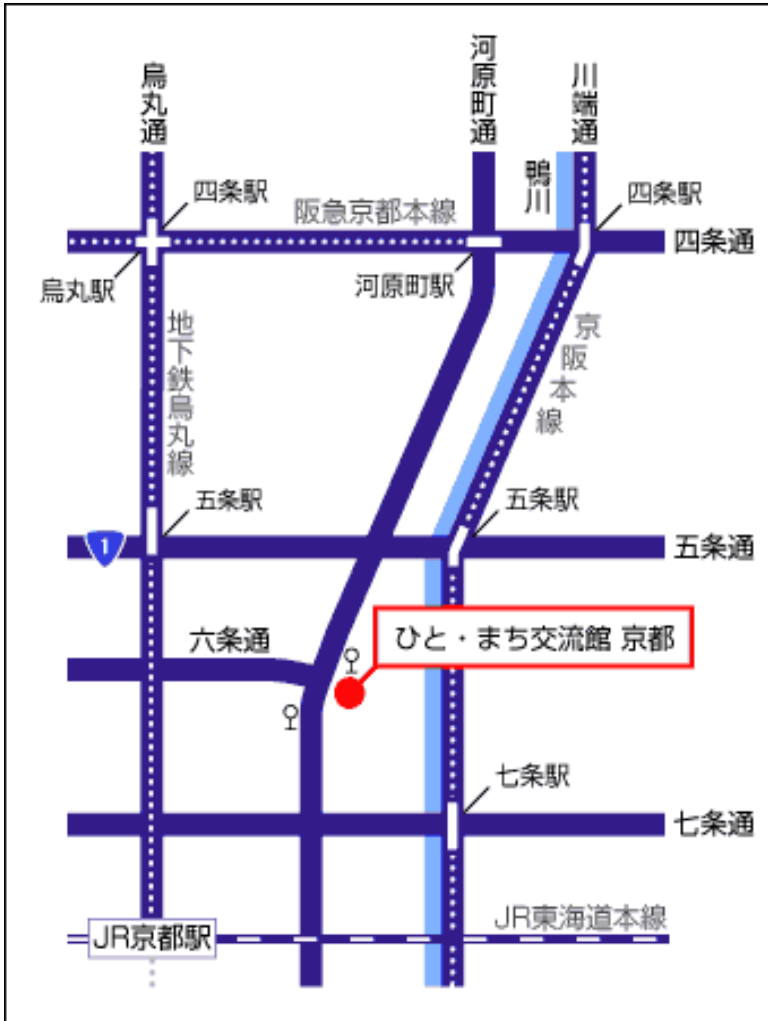 烏丸通
河原町通
川端通
鴨川
四条駅
阪急京都本線
四条駅
四条通
烏丸駅
河原町駅
地下鉄烏丸線
京阪本線
五条駅
五条駅
1
五条通
六条通
ひと・まち交流館 京都
七条駅
七条通
JR東海道本線
JR京都駅